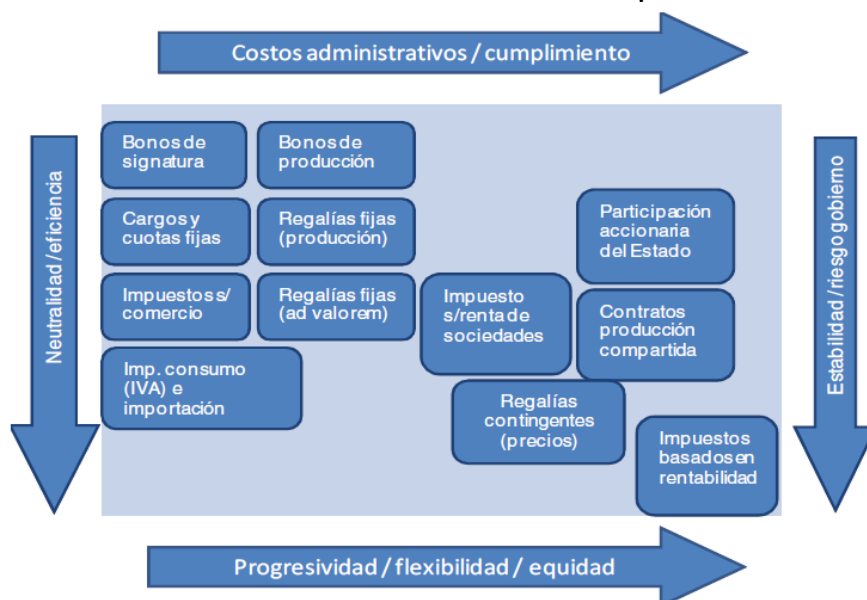 Costos administrativos / cumplimiento
Neutralidad / eficiencia
Bonos de
signatura
Bonos de
producción
Cargos y
cuotas fijas
Regalías fijas
(producción)
Participación
accionaria
del Estado
Impuestos s/
comercio
Regalías fijas
(ad valorem)
Impuesto
s/renta de
sociedades
Contratos
producción
compartida
Imp. consumo
(IVA) e
importación
Regalías
contingentes
(precios)
Impuestos
basados en
rentabilidad
Estabilidad / riesgo gobierno
Progresividad / flexibilidad / equidad